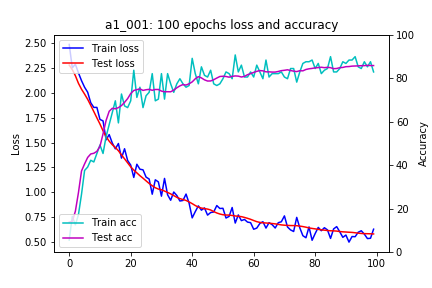 a1_001: 100 epochs loss and accuracy
2.50
2.25
2.00
1.75
1.50
1.25
1.00
0.75
0.50
Loss
Train loss
Test loss
Train acc
Test acc
100
80
60
40
20
0
Accuracy
0 20 40 60 80 100